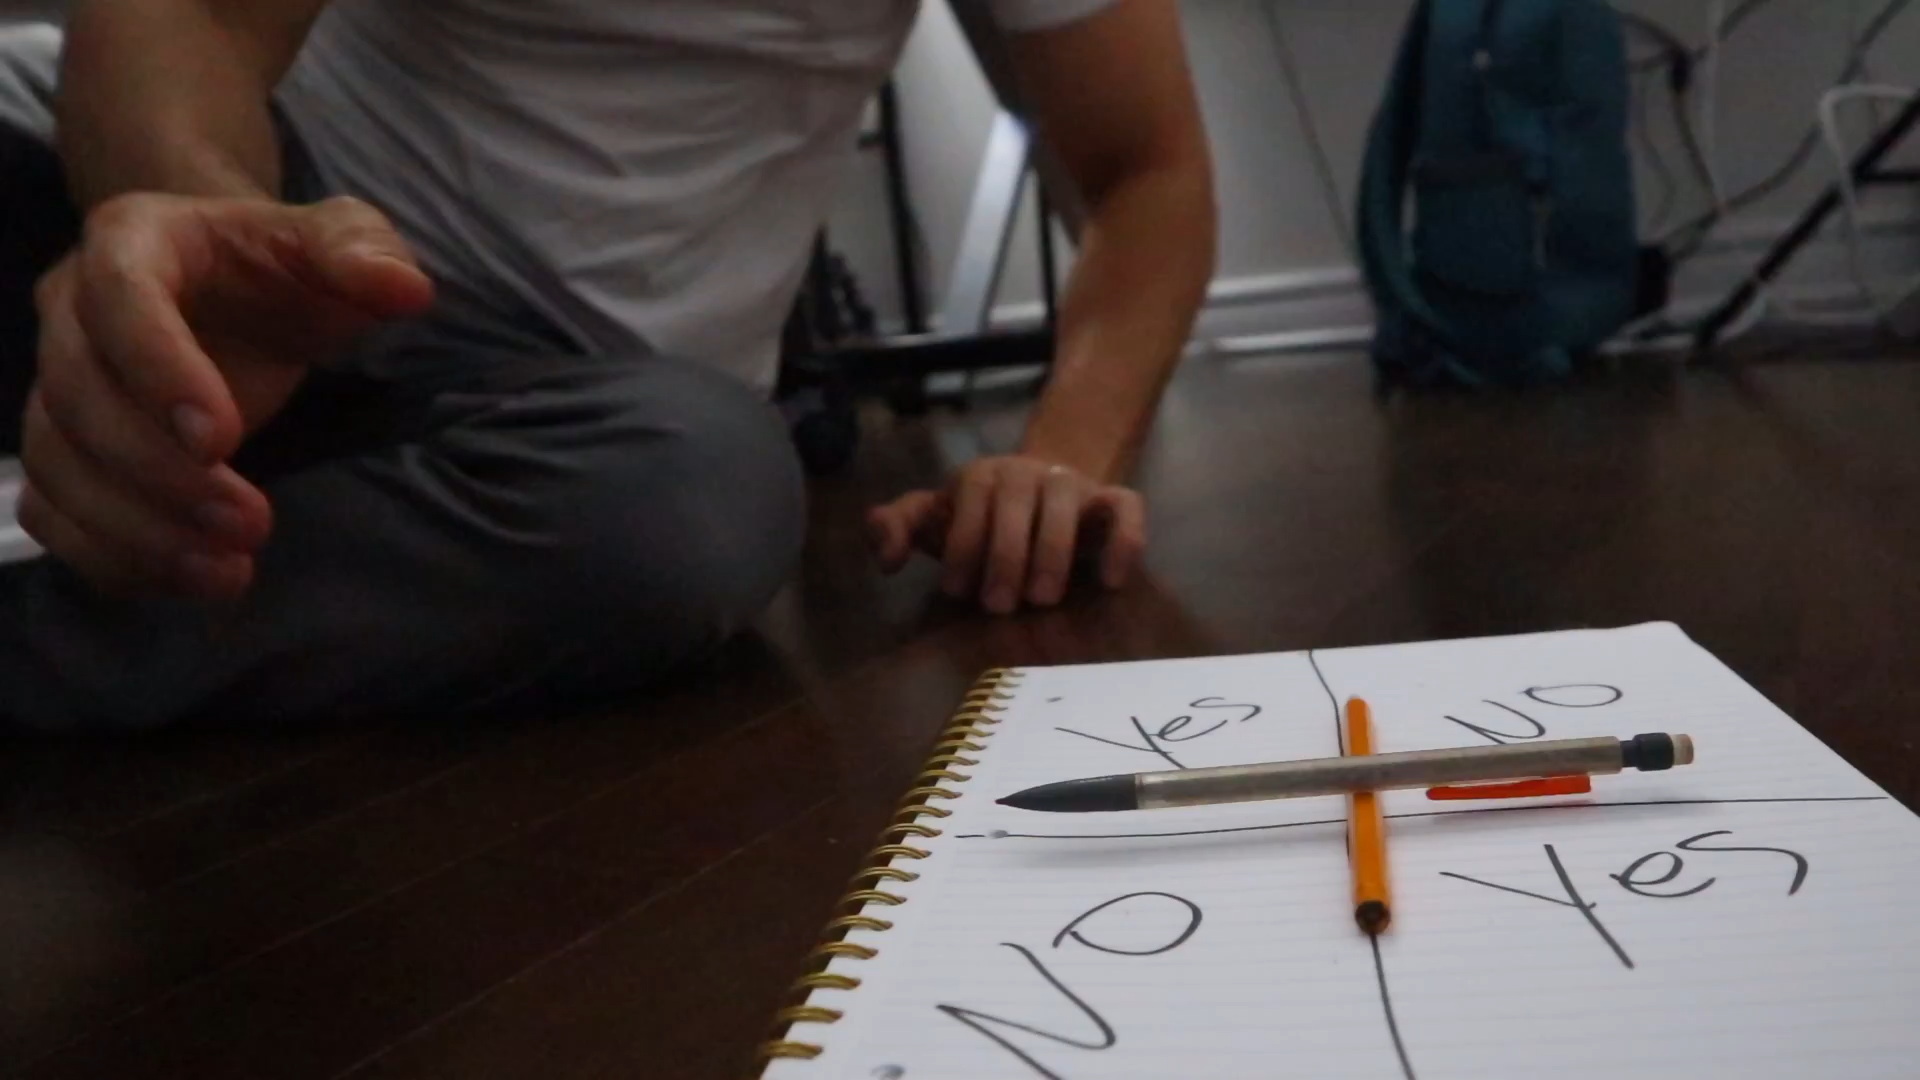 Yes NO
NO Yes